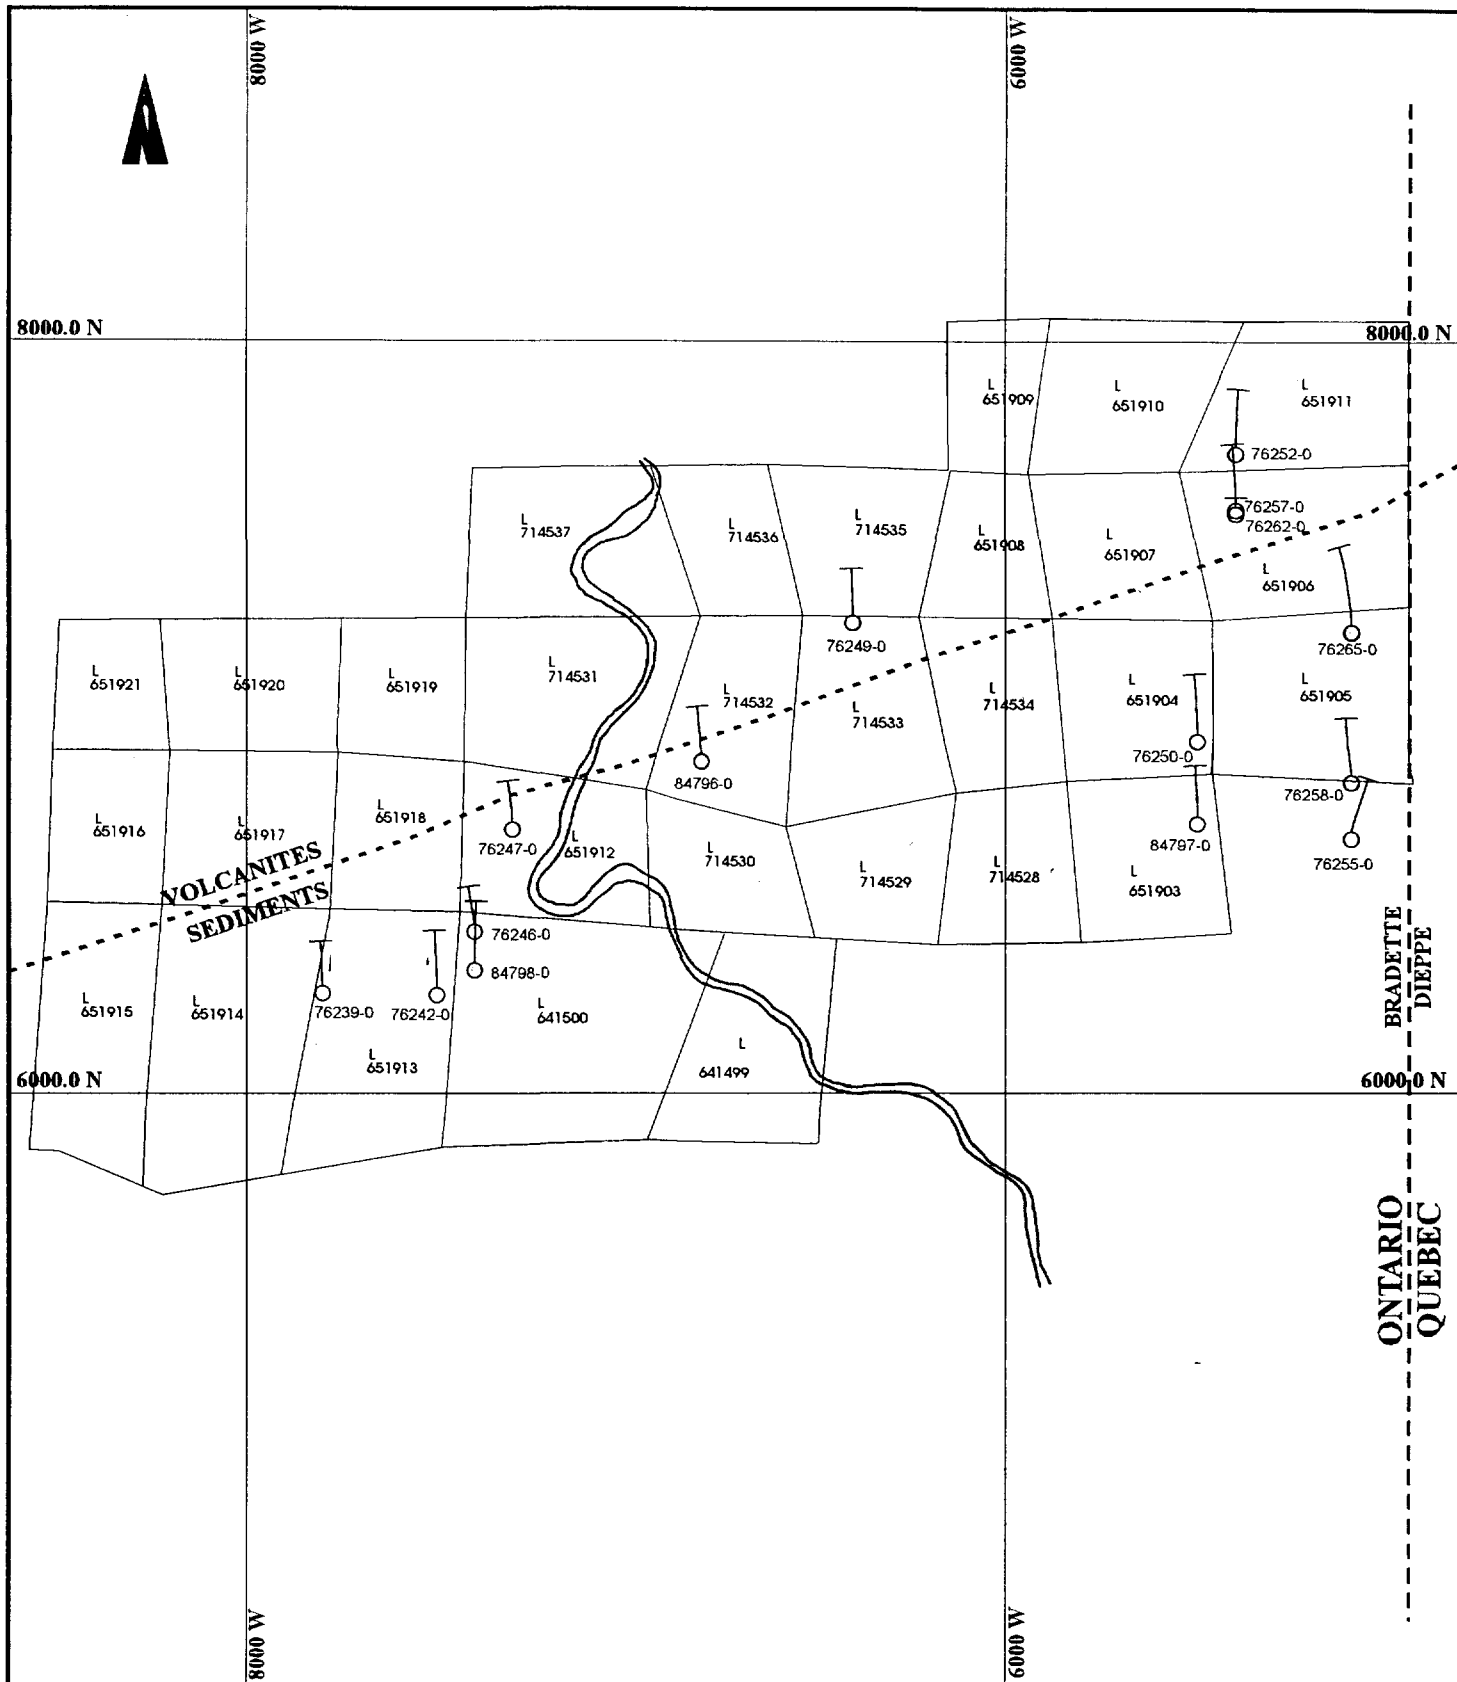 8000 W
6000 W
8000.0 N
8000.0 N
L
651909
L
651910
L
651911
76252-0
L
714537
L
714536
L
714535
L
651908
L
651907
76257-0
76262-0
L
651906
76249-0
76265-0
L
651921
L
651920
L
651919
L
714531
L
714532
L
714533
L
714534
L
651904
L
651905
84796-0
76250-0
76258-0
L
651916
L
651917
L
651918
76247-0
L
651912
L
714530
L
714529
L
714528
84797-0
L
651903
76255-0
VOLCANITES
SEDIMENTS
76246-0
84798-0
BRADETTE
DIEPPE
L
651915
L
651914
76239-0
76242-0
L
641500
L
651913
L
641499
6000.0 N
6000.0 N
ONTARIO
QUEBEC
8000 W
6000 W